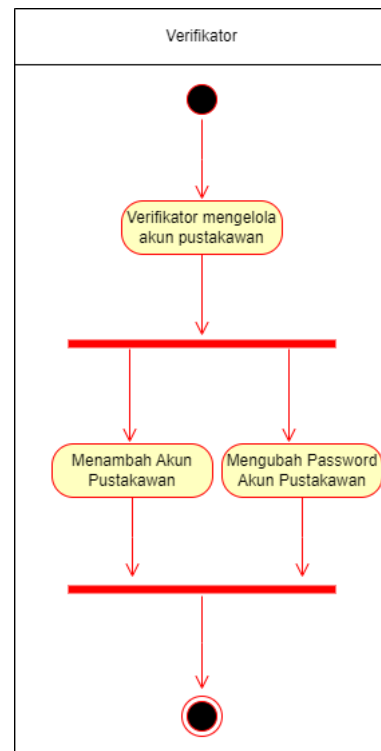 Verifikator
Verifikator mengelola
akun pustakawan
Menambah Akun
Pustakawan
Mengubah Password
Akun Pustakawan